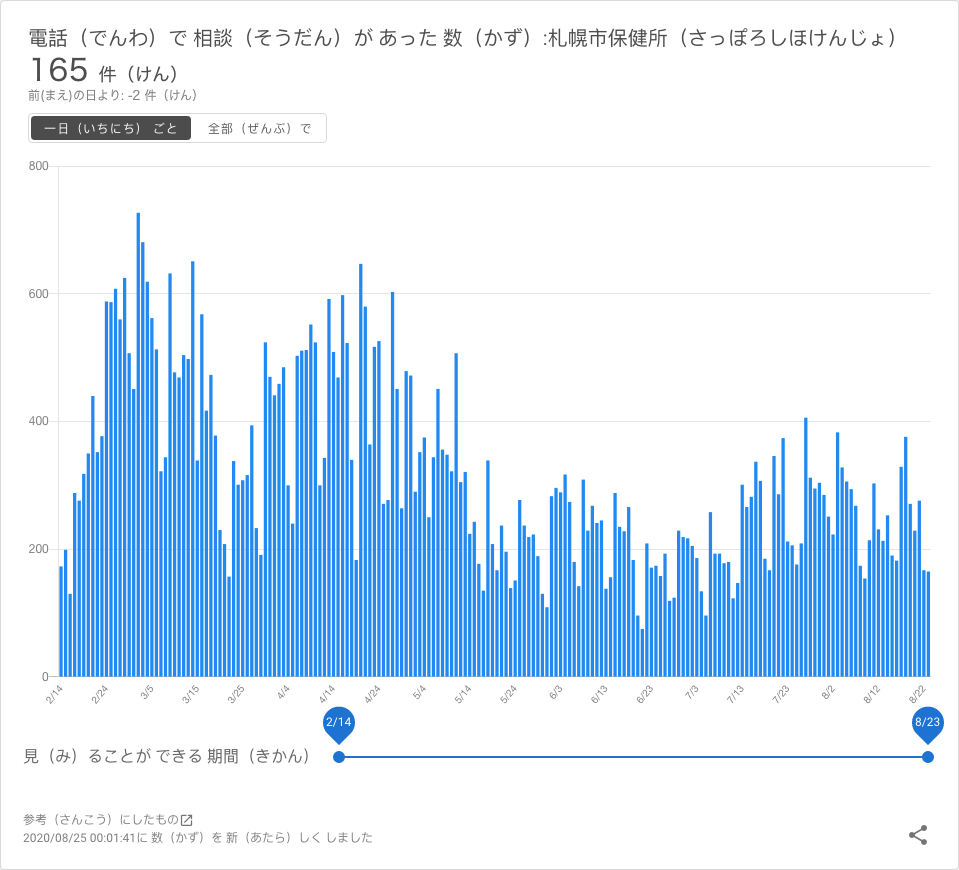 電話（でんわ）で 相談（そうだん）が あった 数（かず）:札幌市保健所（さっぽろしほけんじょ）
165 件（けん）
前(まえ)の日より: -2 件（けん）
一日（いちにち） ごと 全部（ぜんぶ）で
800
600
400
200
0
2/14 2/24 3/5 3/15 3/25 4/4 4/14 4/24 5/4 5/14 5/24 6/3 6/13 6/23 7/3 7/13 7/23 8/2 8/12 8/22
2/14 8/23
見（み）ることが できる 期間（きかん）
参考（さんこう）にしたもの
2020/08/25 00:01:41に 数（かず）を 新（あたら）しく しました